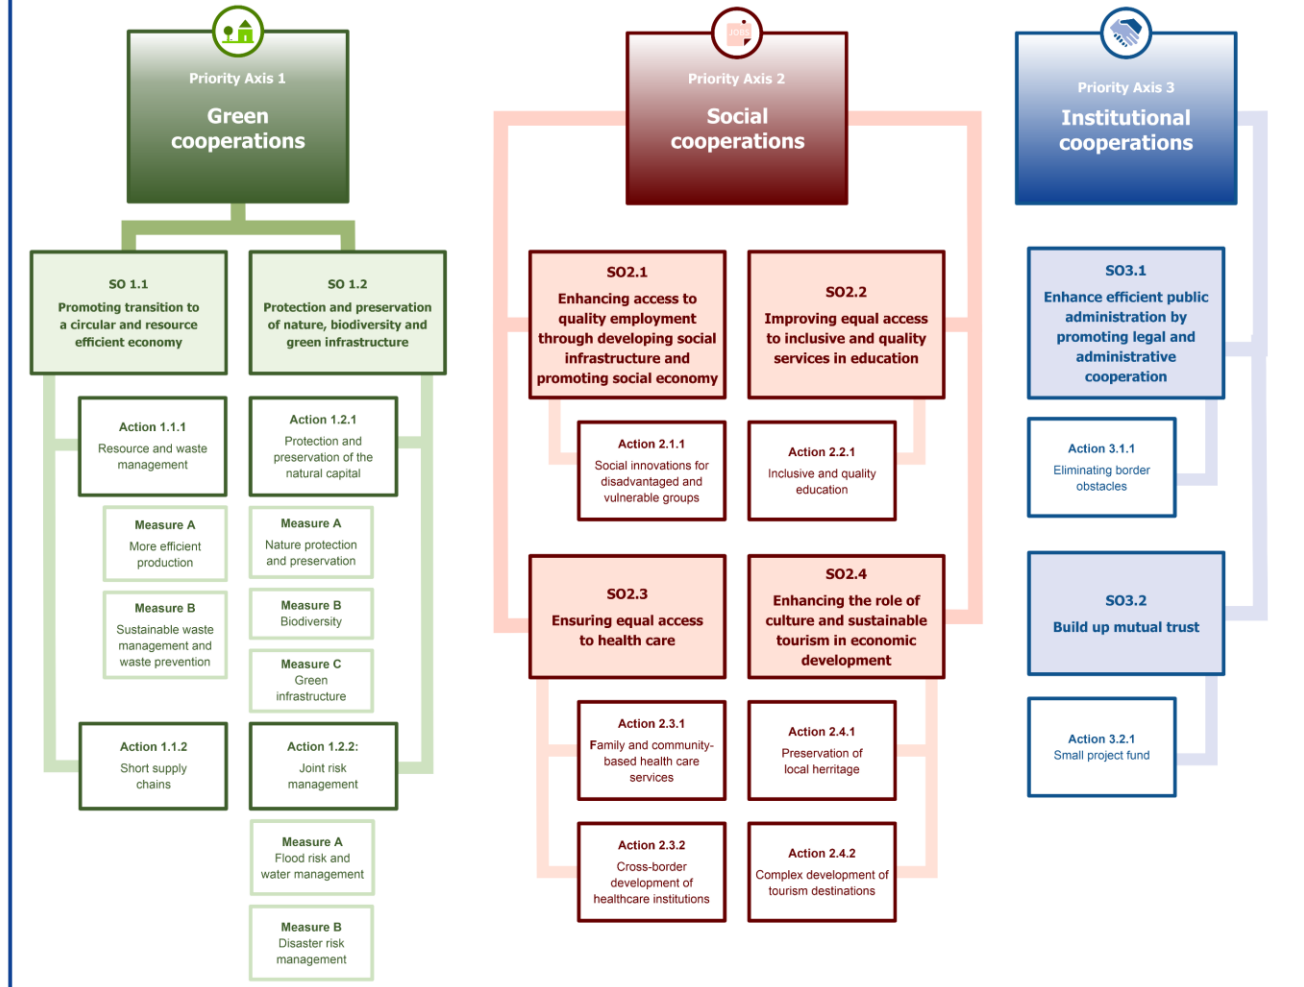 Priority Axis 1
Green
cooperations
SO 1.1
Promoting transition to
a circular and resource
efficient economy
Action 1.1.1
Resource and waste
management
Measure A
More efficient
production
Measure B
Sustainable waste
management and
waste prevention
Action 1.1.2
Short supply
chains
SO 1.2
Protection and preservation
of nature, biodiversity and
green infrastructure
Action 1.2.1
Protection and
preservation of the
natural capital
Measure A
Nature protection
and preservation
Measure B
Biodiversity
Measure C
Green
infrastructure
Action 1.2.2:
Joint risk
management
Measure A
Flood risk and
water management
Measure B
Disaster risk
management
JOBS
Priority Axis 2
Social
cooperations
SO2.1
Enhancing access to
quality employment
through developing social
infrastructure and
promoting social economy
Action 2.1.1
Social innovations for
disadvantaged and
vulnerable groups
SO2.2
Improving equal access
to inclusive and quality
services in education
Action 2.2.1
Inclusive and quality
education
SO2.3
Ensuring equal access
to health care
Action 2.3.1
Family and community-
based health care
services
Action 2.3.2
Cross-border
development of
healthcare institutions
SO2.4
Enhancing the role of
culture and sustainable
tourism in economic
development
Action 2.4.1
Preservation of
local herritage
Action 2.4.2
Complex development of
tourism destinations
Priority Axis 3
Institutional
cooperations
SO3.1
Enhance efficient public
administration by
promoting legal and
administrative
cooperation
Action 3.1.1
Eliminating border
obstacles
SO3.2
Build up mutual trust
Action 3.2.1
Small project fund